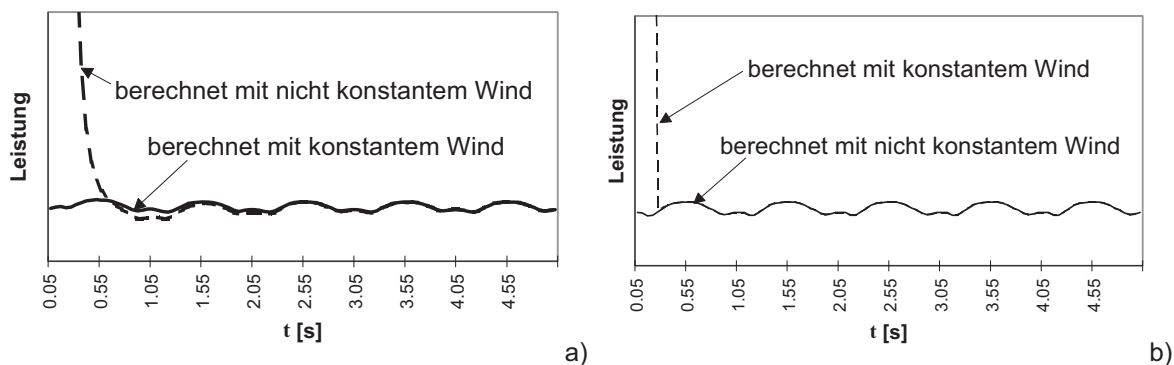 Leistung
berechnet mit nicht konstantem Wind
berechnet mit konstantem Wind
0.05
0.55
1.05
1.55
2.05
2.55
3.05
3.55
4.05
4.55
t [s]
a)
Leistung
berechnet mit konstantem Wind
berechnet mit nicht konstantem Wind
0.05
0.55
1.05
1.55
2.05
2.55
3.05
3.55
4.05
4.55
t [s]
b)